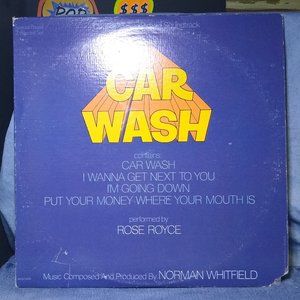 POP
$$$
Soundtrack
CAR
WASH
contains:
CAR WASH
I WANNA GET NEXT TO YOU
I'M GOING DOWN
PUT YOUR MONEY WHERE YOUR MOUTH IS
performed by
ROSE ROYCE
Music Composed And Produced By NORMAN WHITFIELD